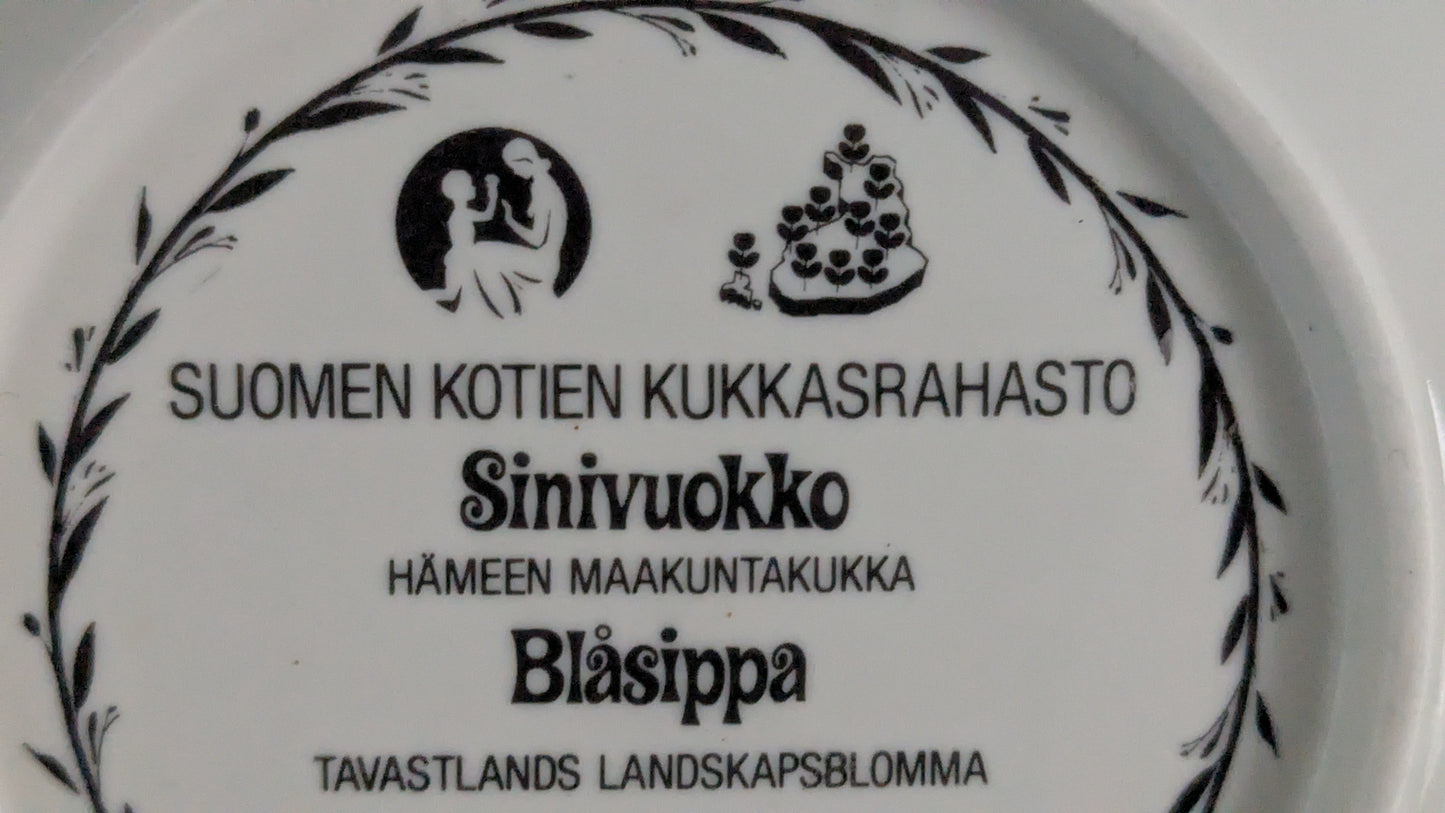 SUOMEN KOTIEN KUKKASRAHASTO
Sinivuokko
HÄMEEN MAAKUNTAKUKKA
Blåsippa
TAVASTLANDS LANDSKAPSBLOMMA